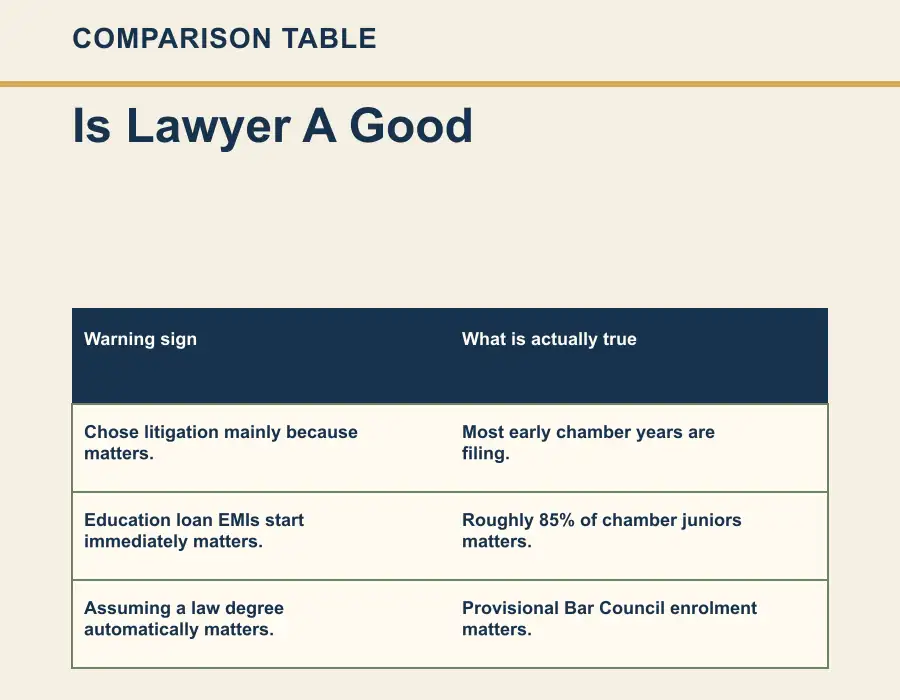 COMPARISON TABLE
Is Lawyer A Good
Warning sign
What is actually true
Chose litigation mainly because
matters.
Most early chamber years are
filing.
Education loan EMIs start
immediately matters.
Roughly 85% of chamber juniors
matters.
Assuming a law degree
automatically matters.
Provisional Bar Council enrolment
matters.